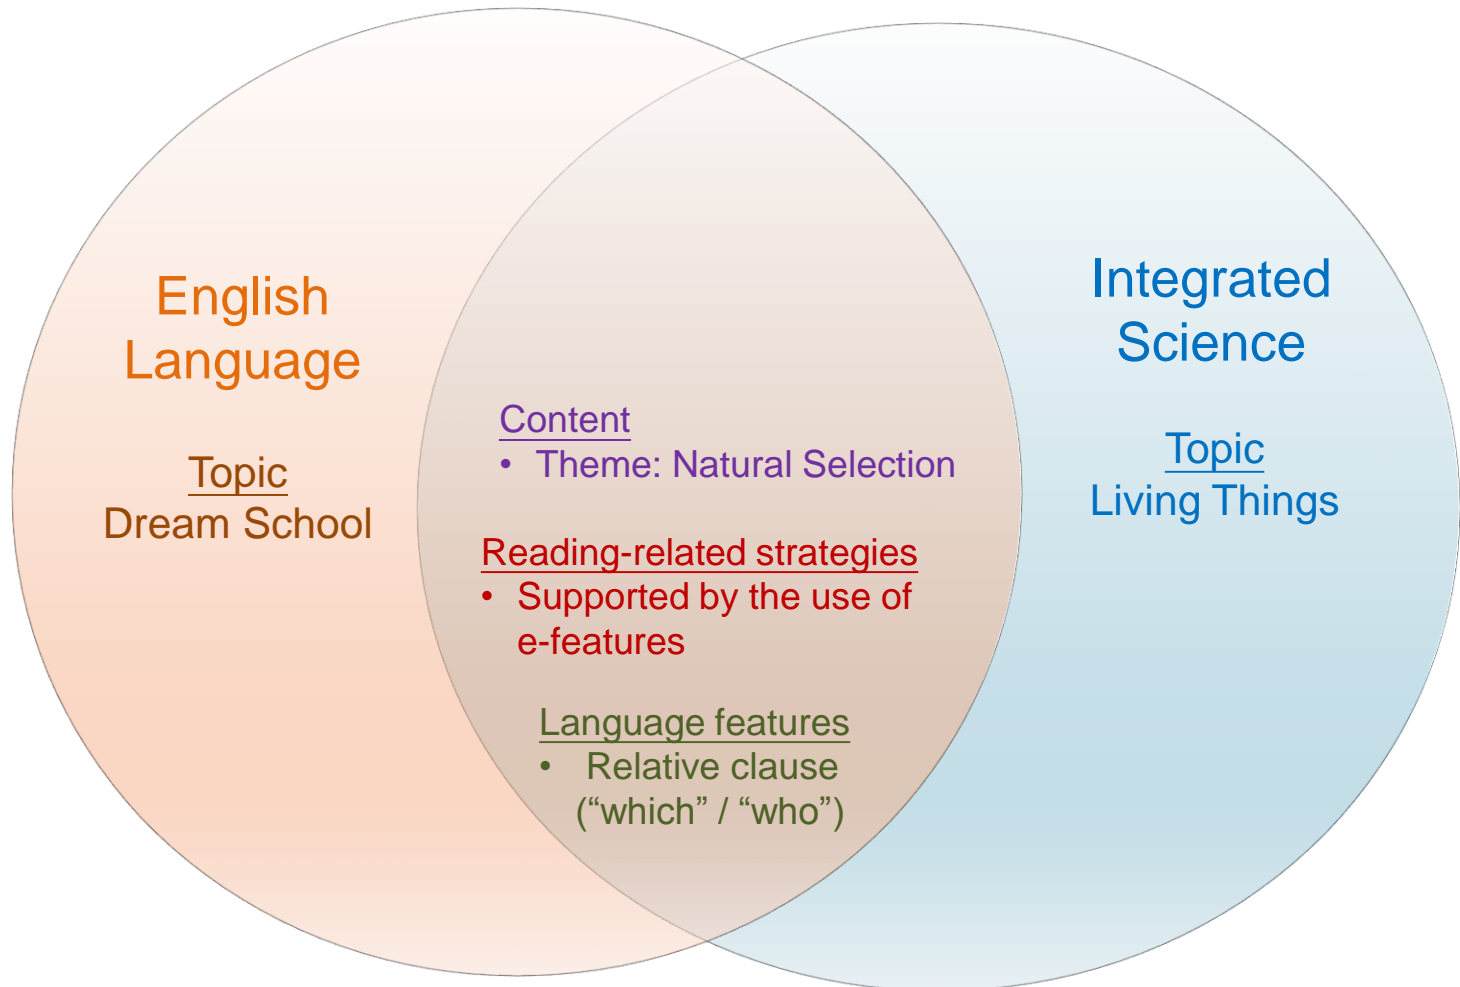 English
Language
Topic
Dream School
Content
• Theme: Natural Selection
Reading-related strategies
• Supported by the use of
e-features
Language features
• Relative clause
(“which” / “who”)
Integrated
Science
Topic
Living Things